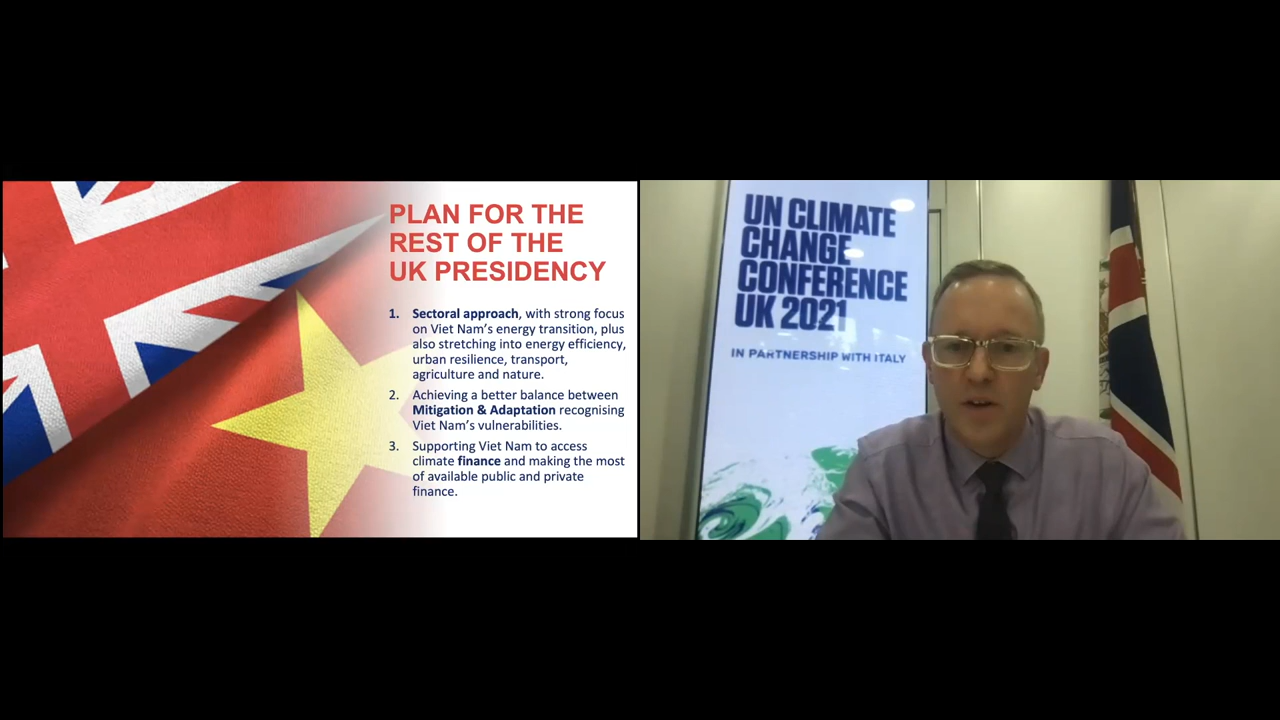 PLAN FOR THE
REST OF THE
UK PRESIDENCY
1. Sectoral approach, with strong focus
on Viet Nam's energy transition, plus
also stretching into energy efficiency,
urban resilience, transport,
agriculture and nature.
2. Achieving a better balance between
Mitigation & Adaptation recognising
Viet Nam's vulnerabilities.
3. Supporting Viet Nam to access
climate finance and making the most
of available public and private
finance.
UN CLIMATE
CHANGE
CONFERENCE
UK 2021
IN PARTNERSHIP WITH ITALY